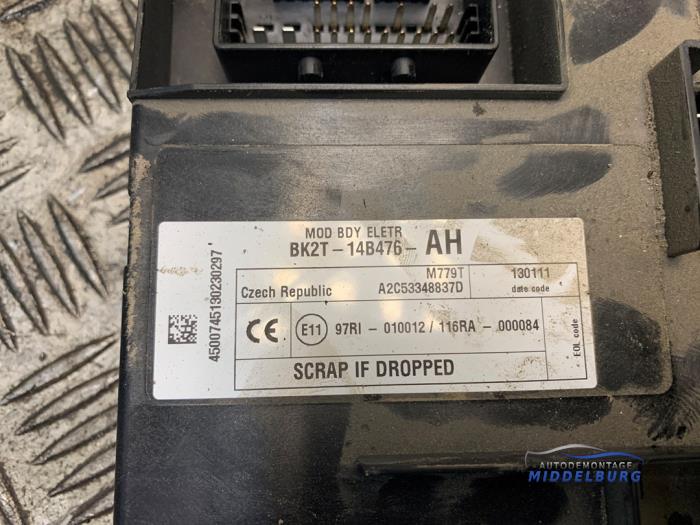 MOD BDY ELETR
BK2T-14B476-AH
M779T
130111
Czech Republic
A2C53348837D
date code
CE
E11
97RI - 010012 / 116RA - 000084
EOL code
SCRAP IF DROPPED
4500745130230297
AUTODEMONTAGE
MIDDELBURG